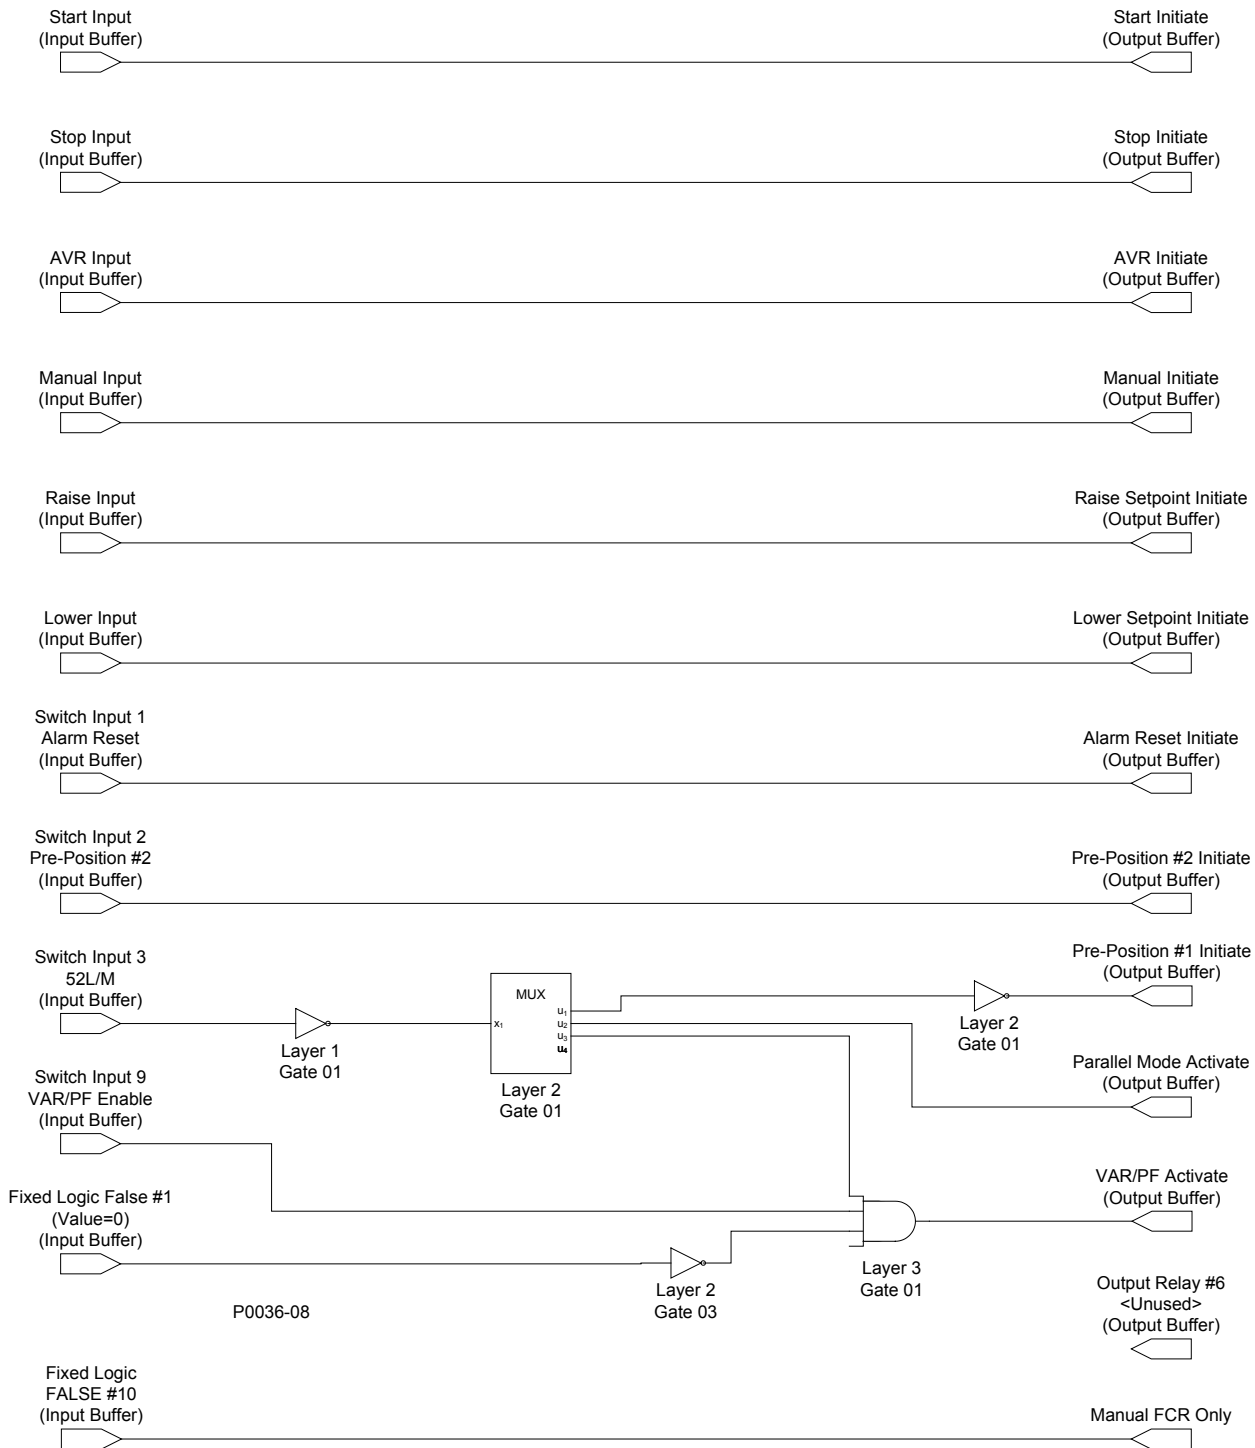 Start Input
(Input Buffer)
Start Initiate
(Output Buffer)
Stop Input
(Input Buffer)
Stop Initiate
(Output Buffer)
AVR Input
(Input Buffer)
AVR Initiate
(Output Buffer)
Manual Input
(Input Buffer)
Manual Initiate
(Output Buffer)
Raise Input
(Input Buffer)
Raise Setpoint Initiate
(Output Buffer)
Lower Input
(Input Buffer)
Lower Setpoint Initiate
(Output Buffer)
Switch Input 1
Alarm Reset
(Input Buffer)
Alarm Reset Initiate
(Output Buffer)
Switch Input 2
Pre-Position #2
(Input Buffer)
Pre-Position #2 Initiate
(Output Buffer)
Switch Input 3
52L/M
(Input Buffer)
Layer 1
Gate 01
MUX
x₁
u₁
u₂
u₃
u₄
Layer 2
Gate 01
Layer 2
Gate 01
Pre-Position #1 Initiate
(Output Buffer)
Parallel Mode Activate
(Output Buffer)
Switch Input 9
VAR/PF Enable
(Input Buffer)
Fixed Logic False #1
(Value=0)
(Input Buffer)
Layer 2
Gate 03
Layer 3
Gate 01
VAR/PF Activate
(Output Buffer)
P0036-08
Output Relay #6
<Unused>
(Output Buffer)
Fixed Logic
FALSE #10
(Input Buffer)
Manual FCR Only